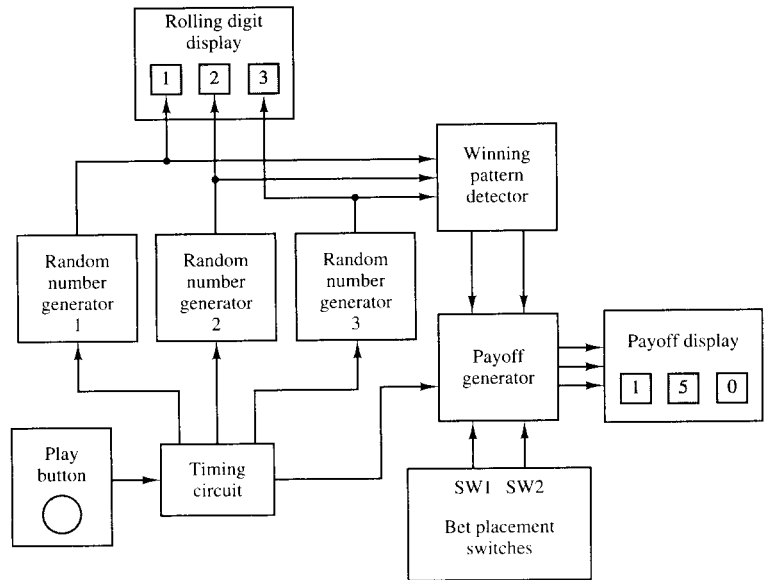 Rolling digit
display
1 2 3
Winning
pattern
detector
Random
number
generator
1
Random
number
generator
2
Random
number
generator
3
Payoff
generator
Payoff display
1 5 0
Play
button
Timing
circuit
SW1 SW2
Bet placement
switches